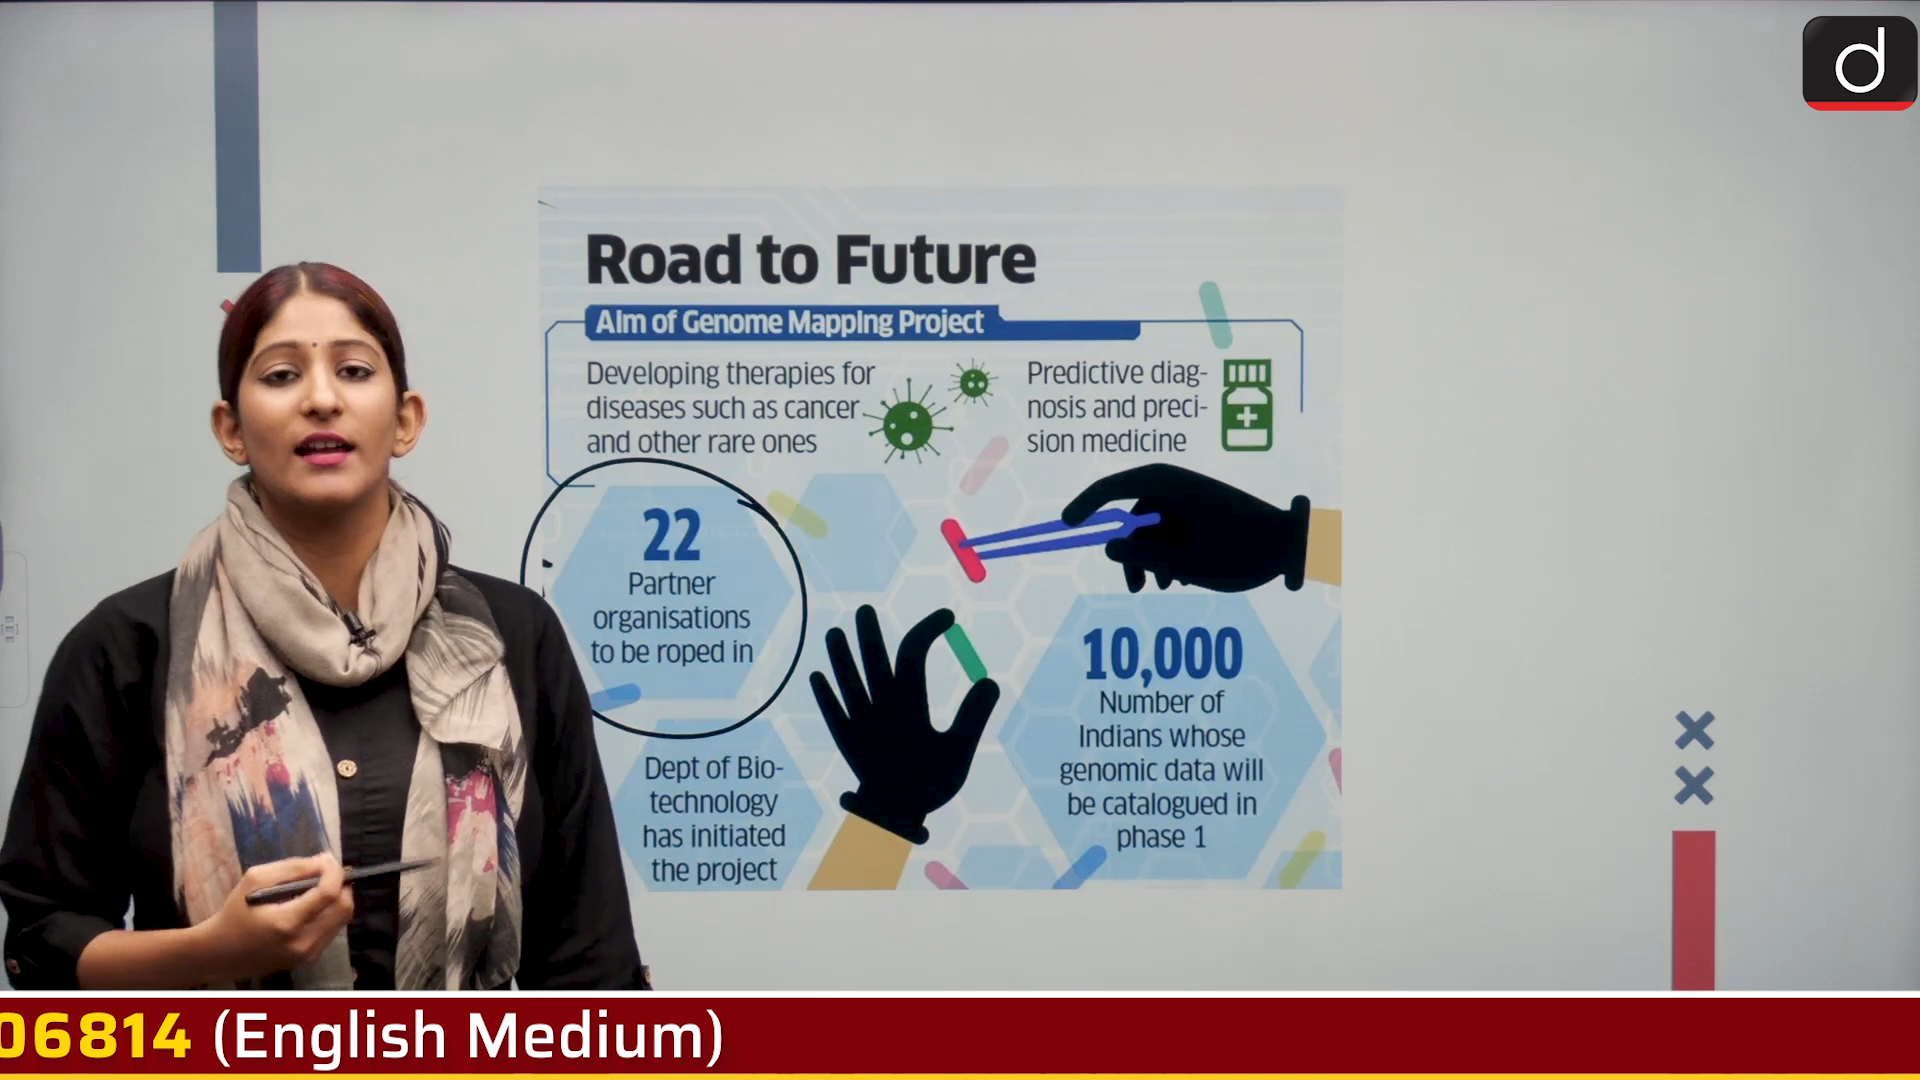 d
Road to Future
Aim of Genome Mapping Project
Developing therapies for
diseases such as cancer
and other rare ones
Predictive diag-
nosis and preci-
sion medicine
22
Partner
organisations
to be roped in
10,000
Number of
Indians whose
genomic data will
be catalogued in
phase 1
Dept of Bio-
technology
has initiated
the project
06814 (English Medium)